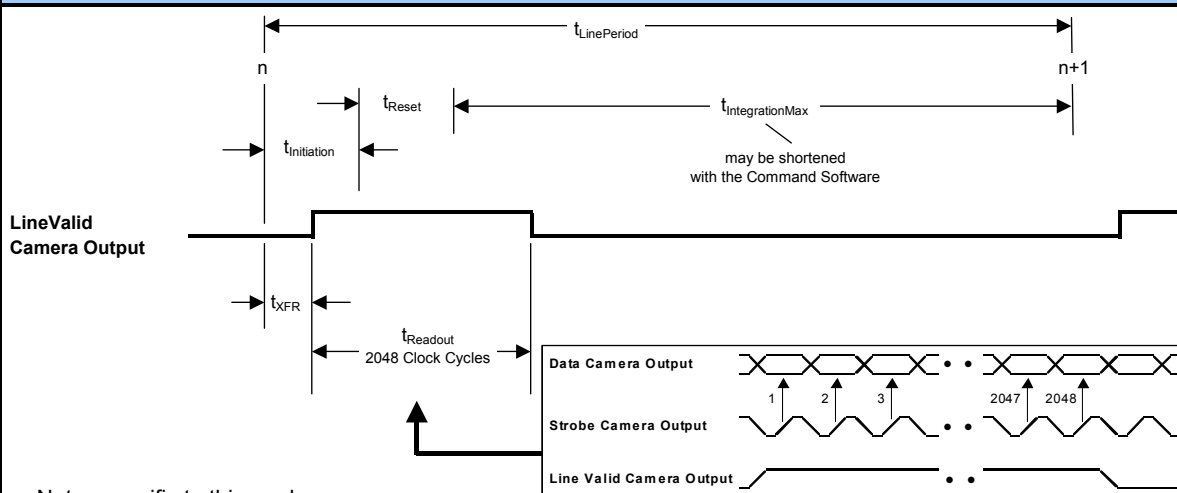 tLinePeriod
n
n+1
tReset
tIntegrationMax
tInitiation
may be shortened
with the Command Software
LineValid
Camera Output
tXFR
tReadout
2048 Clock Cycles
Data Camera Output
1 2 3 2047 2048
Strobe Camera Output
Line Valid Camera Output